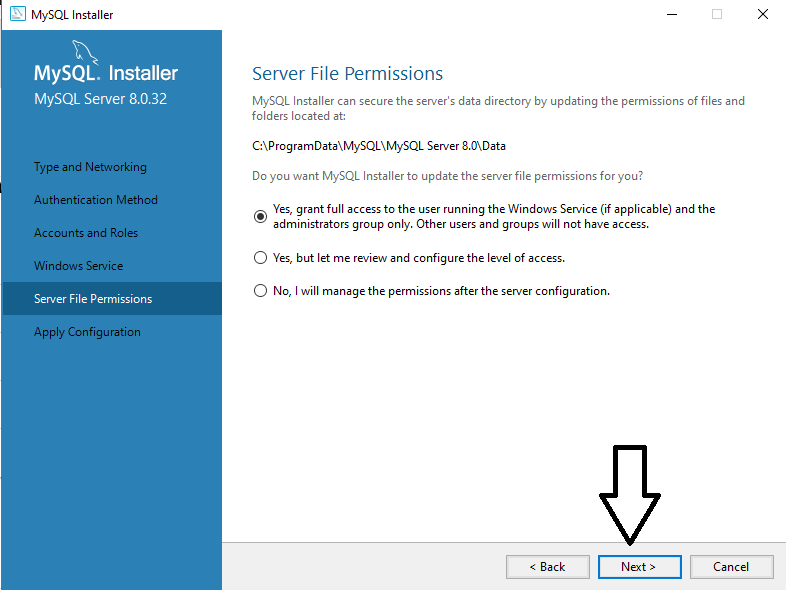 MySQL Installer
MySQL. Installer
MySQL Server 8.0.32
Type and Networking
Authentication Method
Accounts and Roles
Windows Service
Server File Permissions
Apply Configuration
Server File Permissions
MySQL Installer can secure the server's data directory by updating the permissions of files and
folders located at:
C:\ProgramData\MySQL\MySQL Server 8.0\Data
Do you want MySQL Installer to update the server file permissions for you?
Yes, grant full access to the user running the Windows Service (if applicable) and the
administrators group only. Other users and groups will not have access.
Yes, but let me review and configure the level of access.
No, I will manage the permissions after the server configuration.
< Back
Next >
Cancel